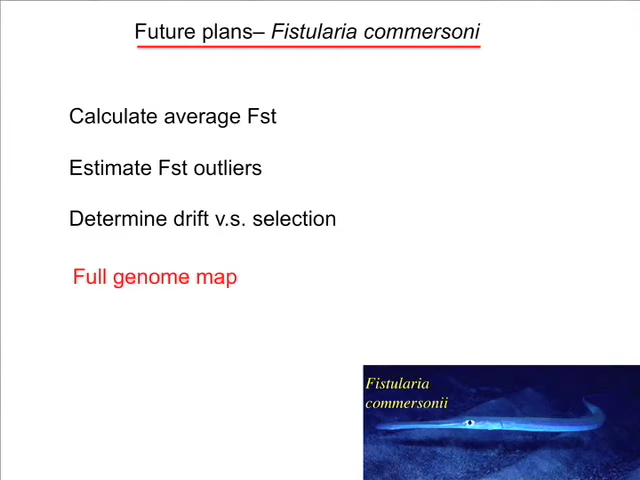 Future plans– Fistularia commersoni
Calculate average Fst
Estimate Fst outliers
Determine drift v.s. selection
Full genome map
Fistularia
commersonii